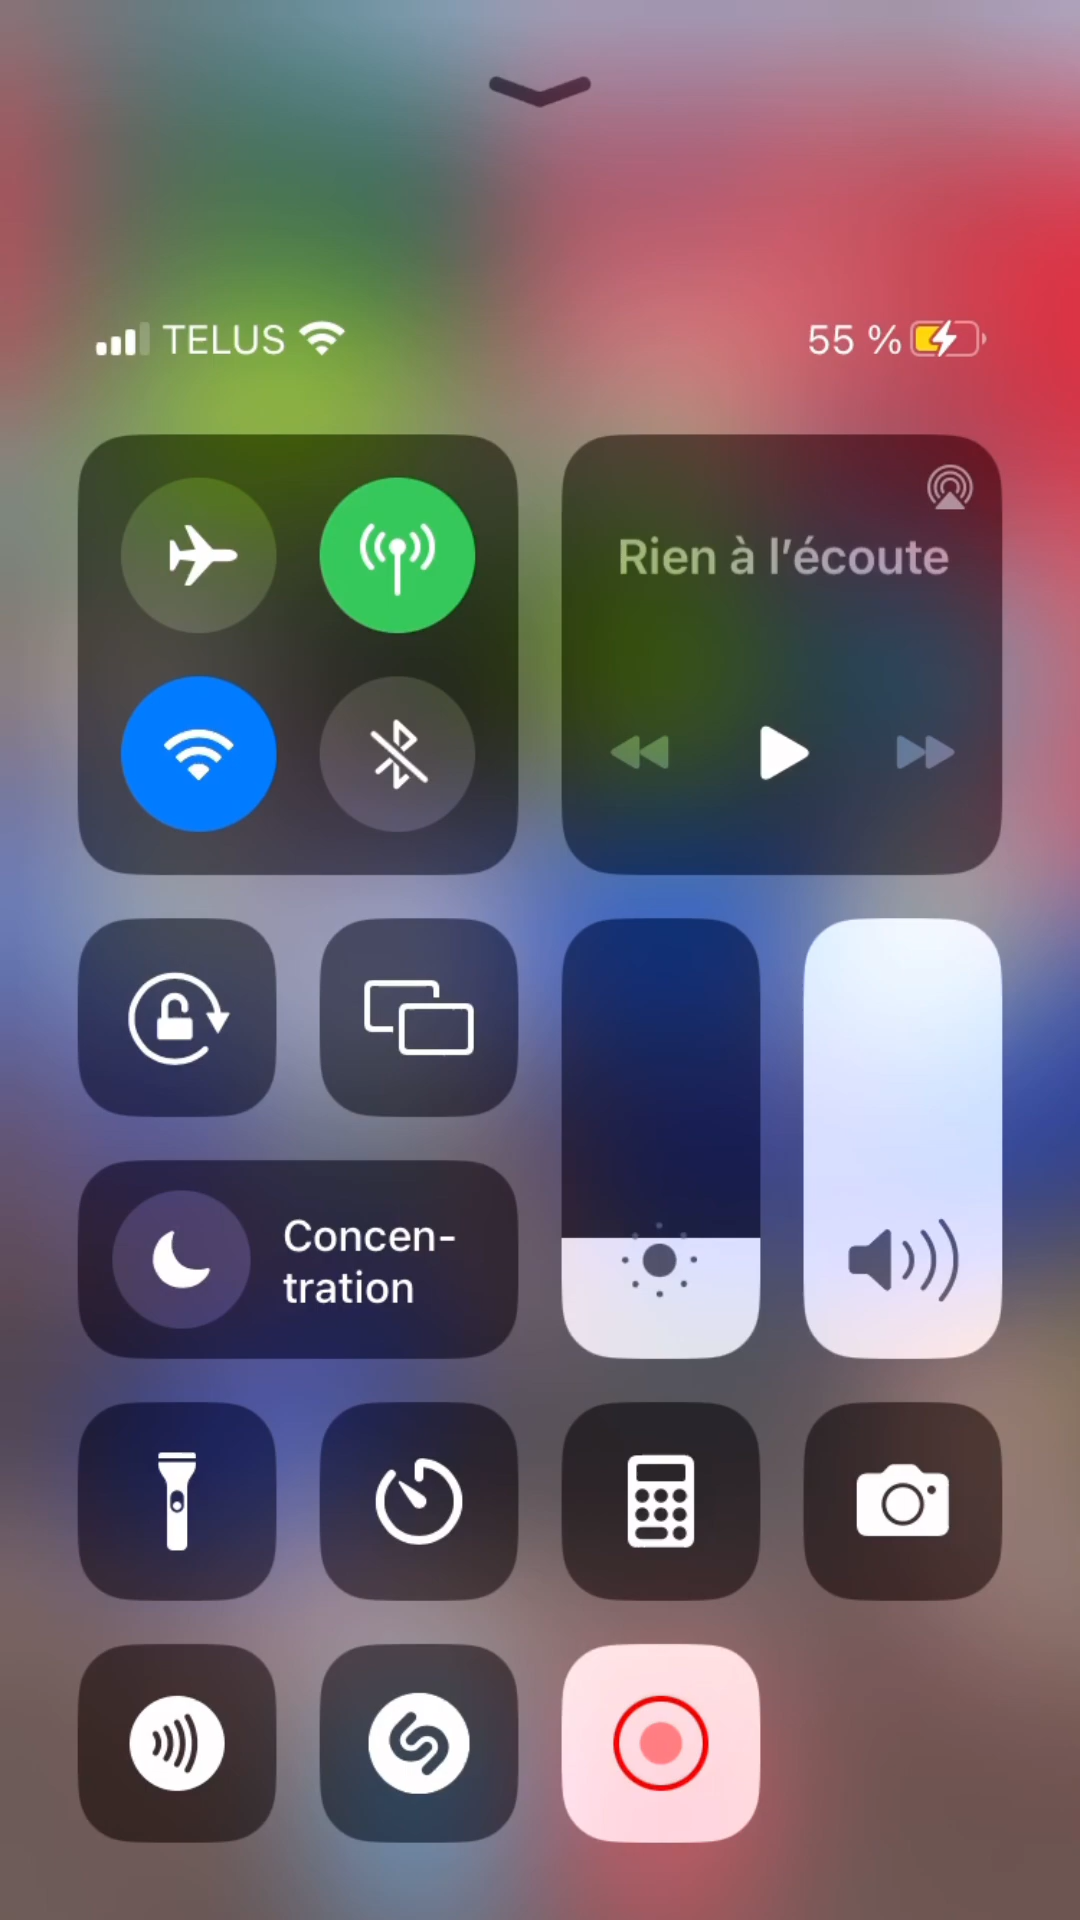 TELUS
55 %
Rien à l’écoute
Concen-
tration